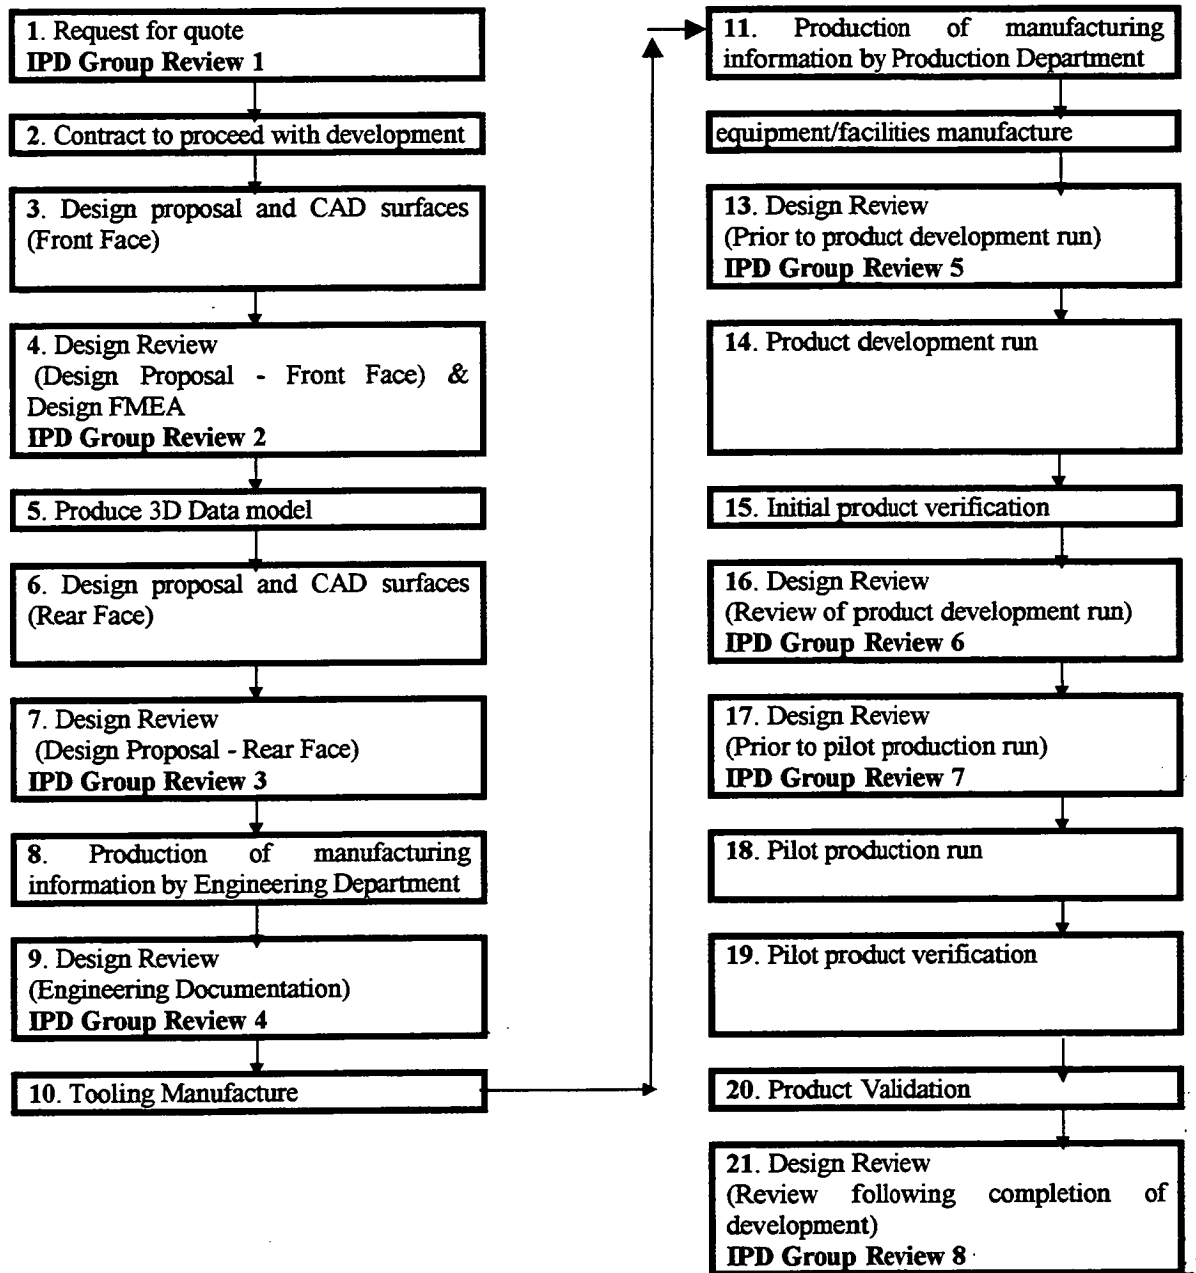 1. Request for quote
IPD Group Review 1
2. Contract to proceed with development
3. Design proposal and CAD surfaces
(Front Face)
4. Design Review
(Design Proposal - Front Face) &
Design FMEA
IPD Group Review 2
5. Produce 3D Data model
6. Design proposal and CAD surfaces
(Rear Face)
7. Design Review
(Design Proposal - Rear Face)
IPD Group Review 3
8. Production of manufacturing
information by Engineering Department
9. Design Review
(Engineering Documentation)
IPD Group Review 4
10. Tooling Manufacture
11. Production of manufacturing
information by Production Department
equipment/facilities manufacture
13. Design Review
(Prior to product development run)
IPD Group Review 5
14. Product development run
15. Initial product verification
16. Design Review
(Review of product development run)
IPD Group Review 6
17. Design Review
(Prior to pilot production run)
IPD Group Review 7
18. Pilot production run
19. Pilot product verification
20. Product Validation
21. Design Review
(Review following completion of
development)
IPD Group Review 8